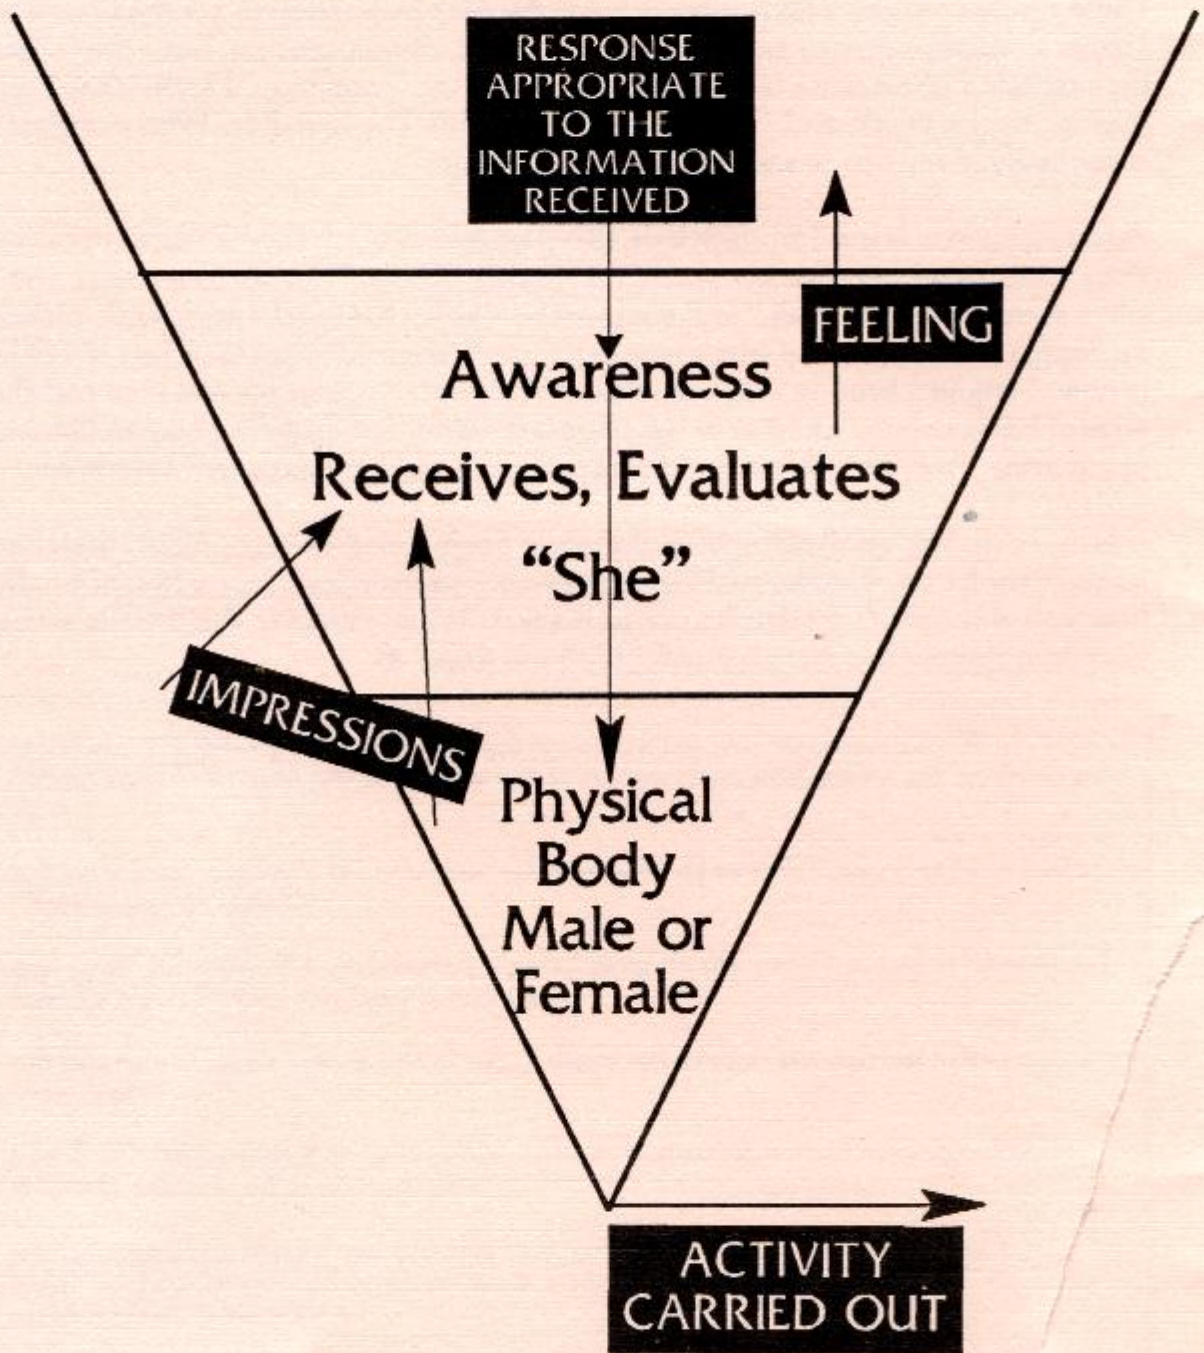 RESPONSE
APPROPRIATE
TO THE
INFORMATION
RECEIVED
FEELING
Awareness
Receives, Evaluates
“She”
IMPRESSIONS
Physical
Body
Male or
Female
ACTIVITY
CARRIED OUT